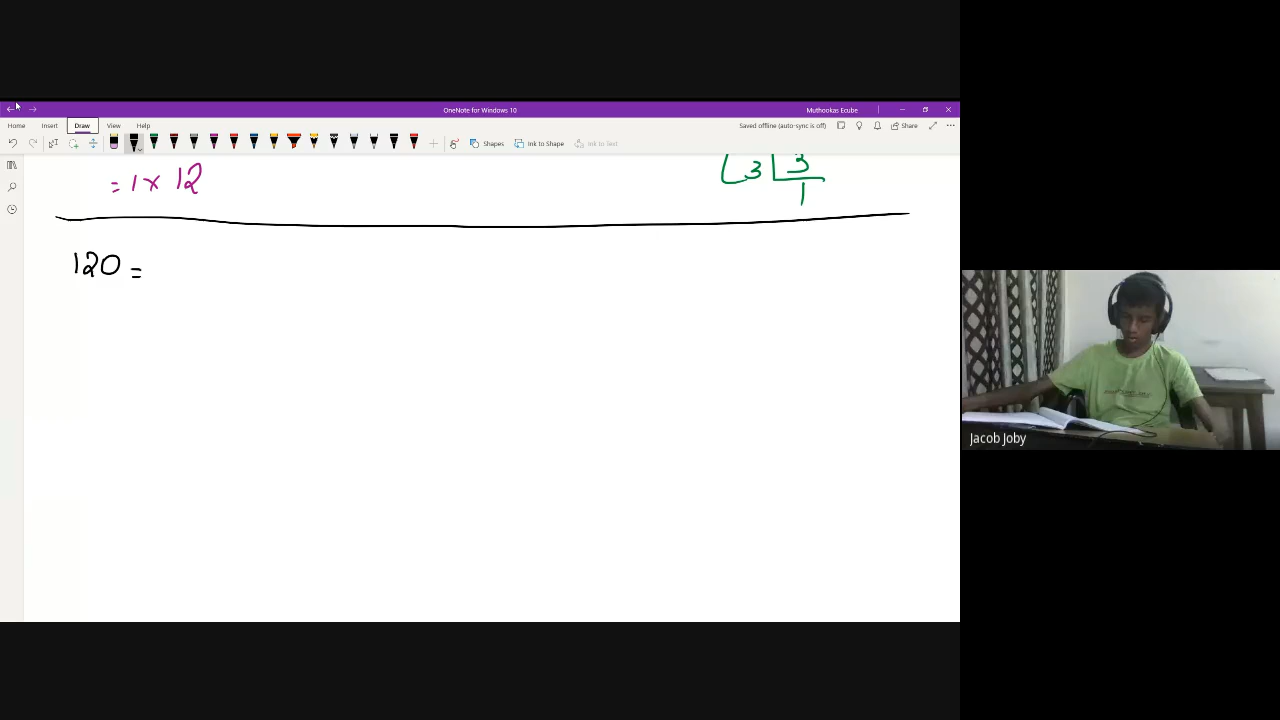 OneNote for Windows 10
Muthookas Ecube
Home Insert Draw View Help
Saved offline (auto-sync is off)
Share
Shapes
Ink to Shape
Ink to Text
= 1 x 12
3 3
1
120 =
Jacob Joby